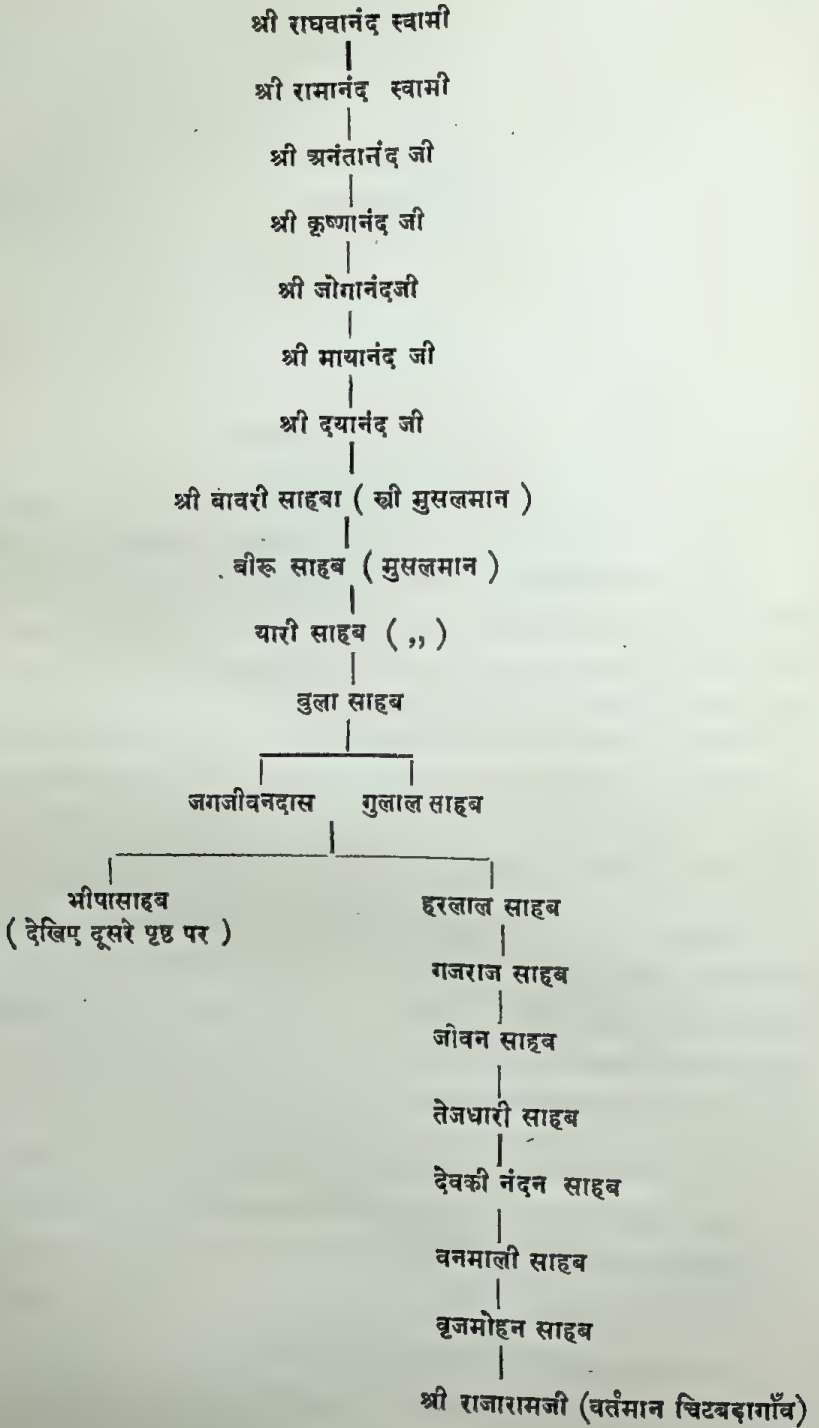 श्री राघवानंद स्वामी
श्री रामानंद स्वामी
श्री अनंतानंद जी
श्री कृष्णानंद जी
श्री जोगानंदजी
श्री मायानंद जी
श्री दयानंद जी
श्री बावरी साहबा ( स्त्री मुसलमान )
बीरू साहब ( मुसलमान )
यारी साहब ( ,, )
वुला साहब
जगजीवनदास गुलाल साहब
भीपासाहब हरलाल साहब
( देखिए दूसरे पृष्ठ पर )
गजराज साहब
जोवन साहब
तेजधारी साहब
देवकी नंदन साहब
वनमाली साहब
वृजमोहन साहब
श्री राजारामजी (वर्तमान चिटबड़ागाँव)